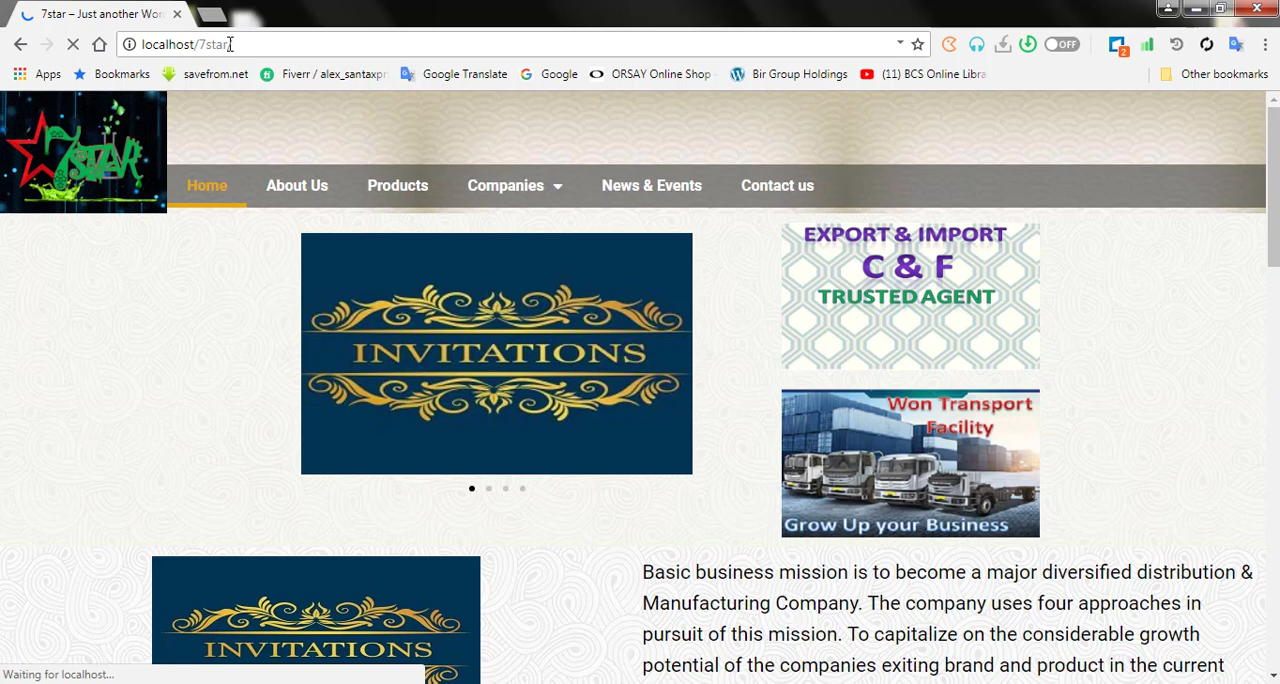 7star – Just another Wor
localhost/7star
OFF
2
Apps
Bookmarks
savefrom.net
Fiverr / alex_santaxpr
Google Translate
Google
ORSAY Online Shop
Bir Group Holdings
(11) BCS Online Libra
Other bookmarks
7STAR
Home
About Us
Products
Companies
News & Events
Contact us
INVITATIONS
EXPORT & IMPORT
C & F
TRUSTED AGENT
Won Transport
Facility
Grow Up your Business
INVITATIONS
Basic business mission is to become a major diversified distribution &
Manufacturing Company. The company uses four approaches in
pursuit of this mission. To capitalize on the considerable growth
potential of the companies exiting brand and product in the current
Waiting for localhost...